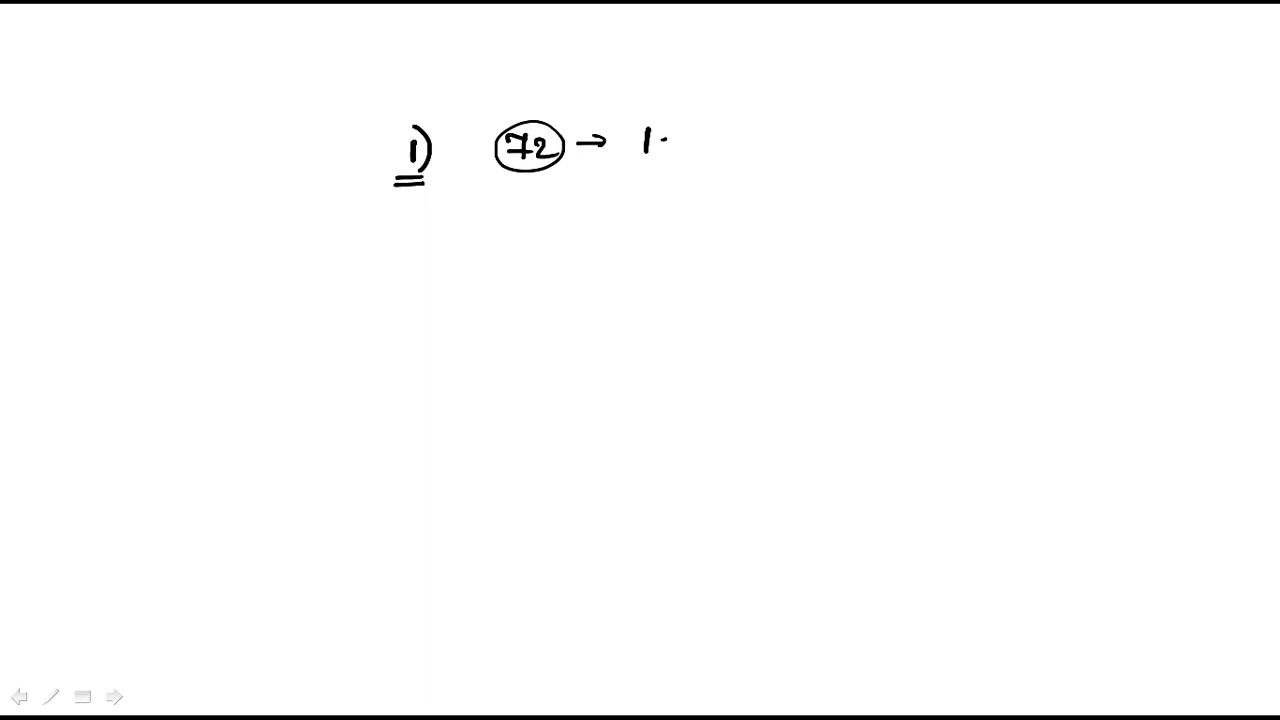 1) 72 → 1.